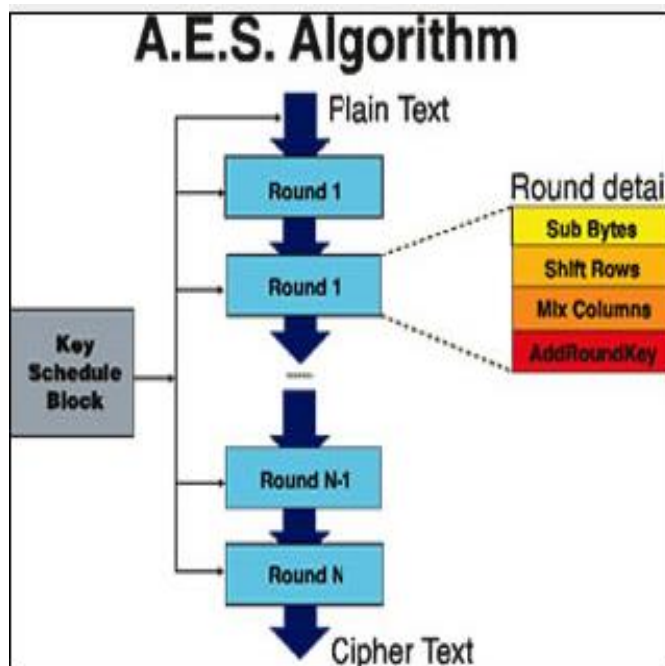 A.E.S. Algorithm
Plain Text
Round 1
Round detail
Sub Bytes
Shift Rows
Mix Columns
AddRoundKey
Round 1
Key
Schedule
Block
Round N-1
Round N
Cipher Text